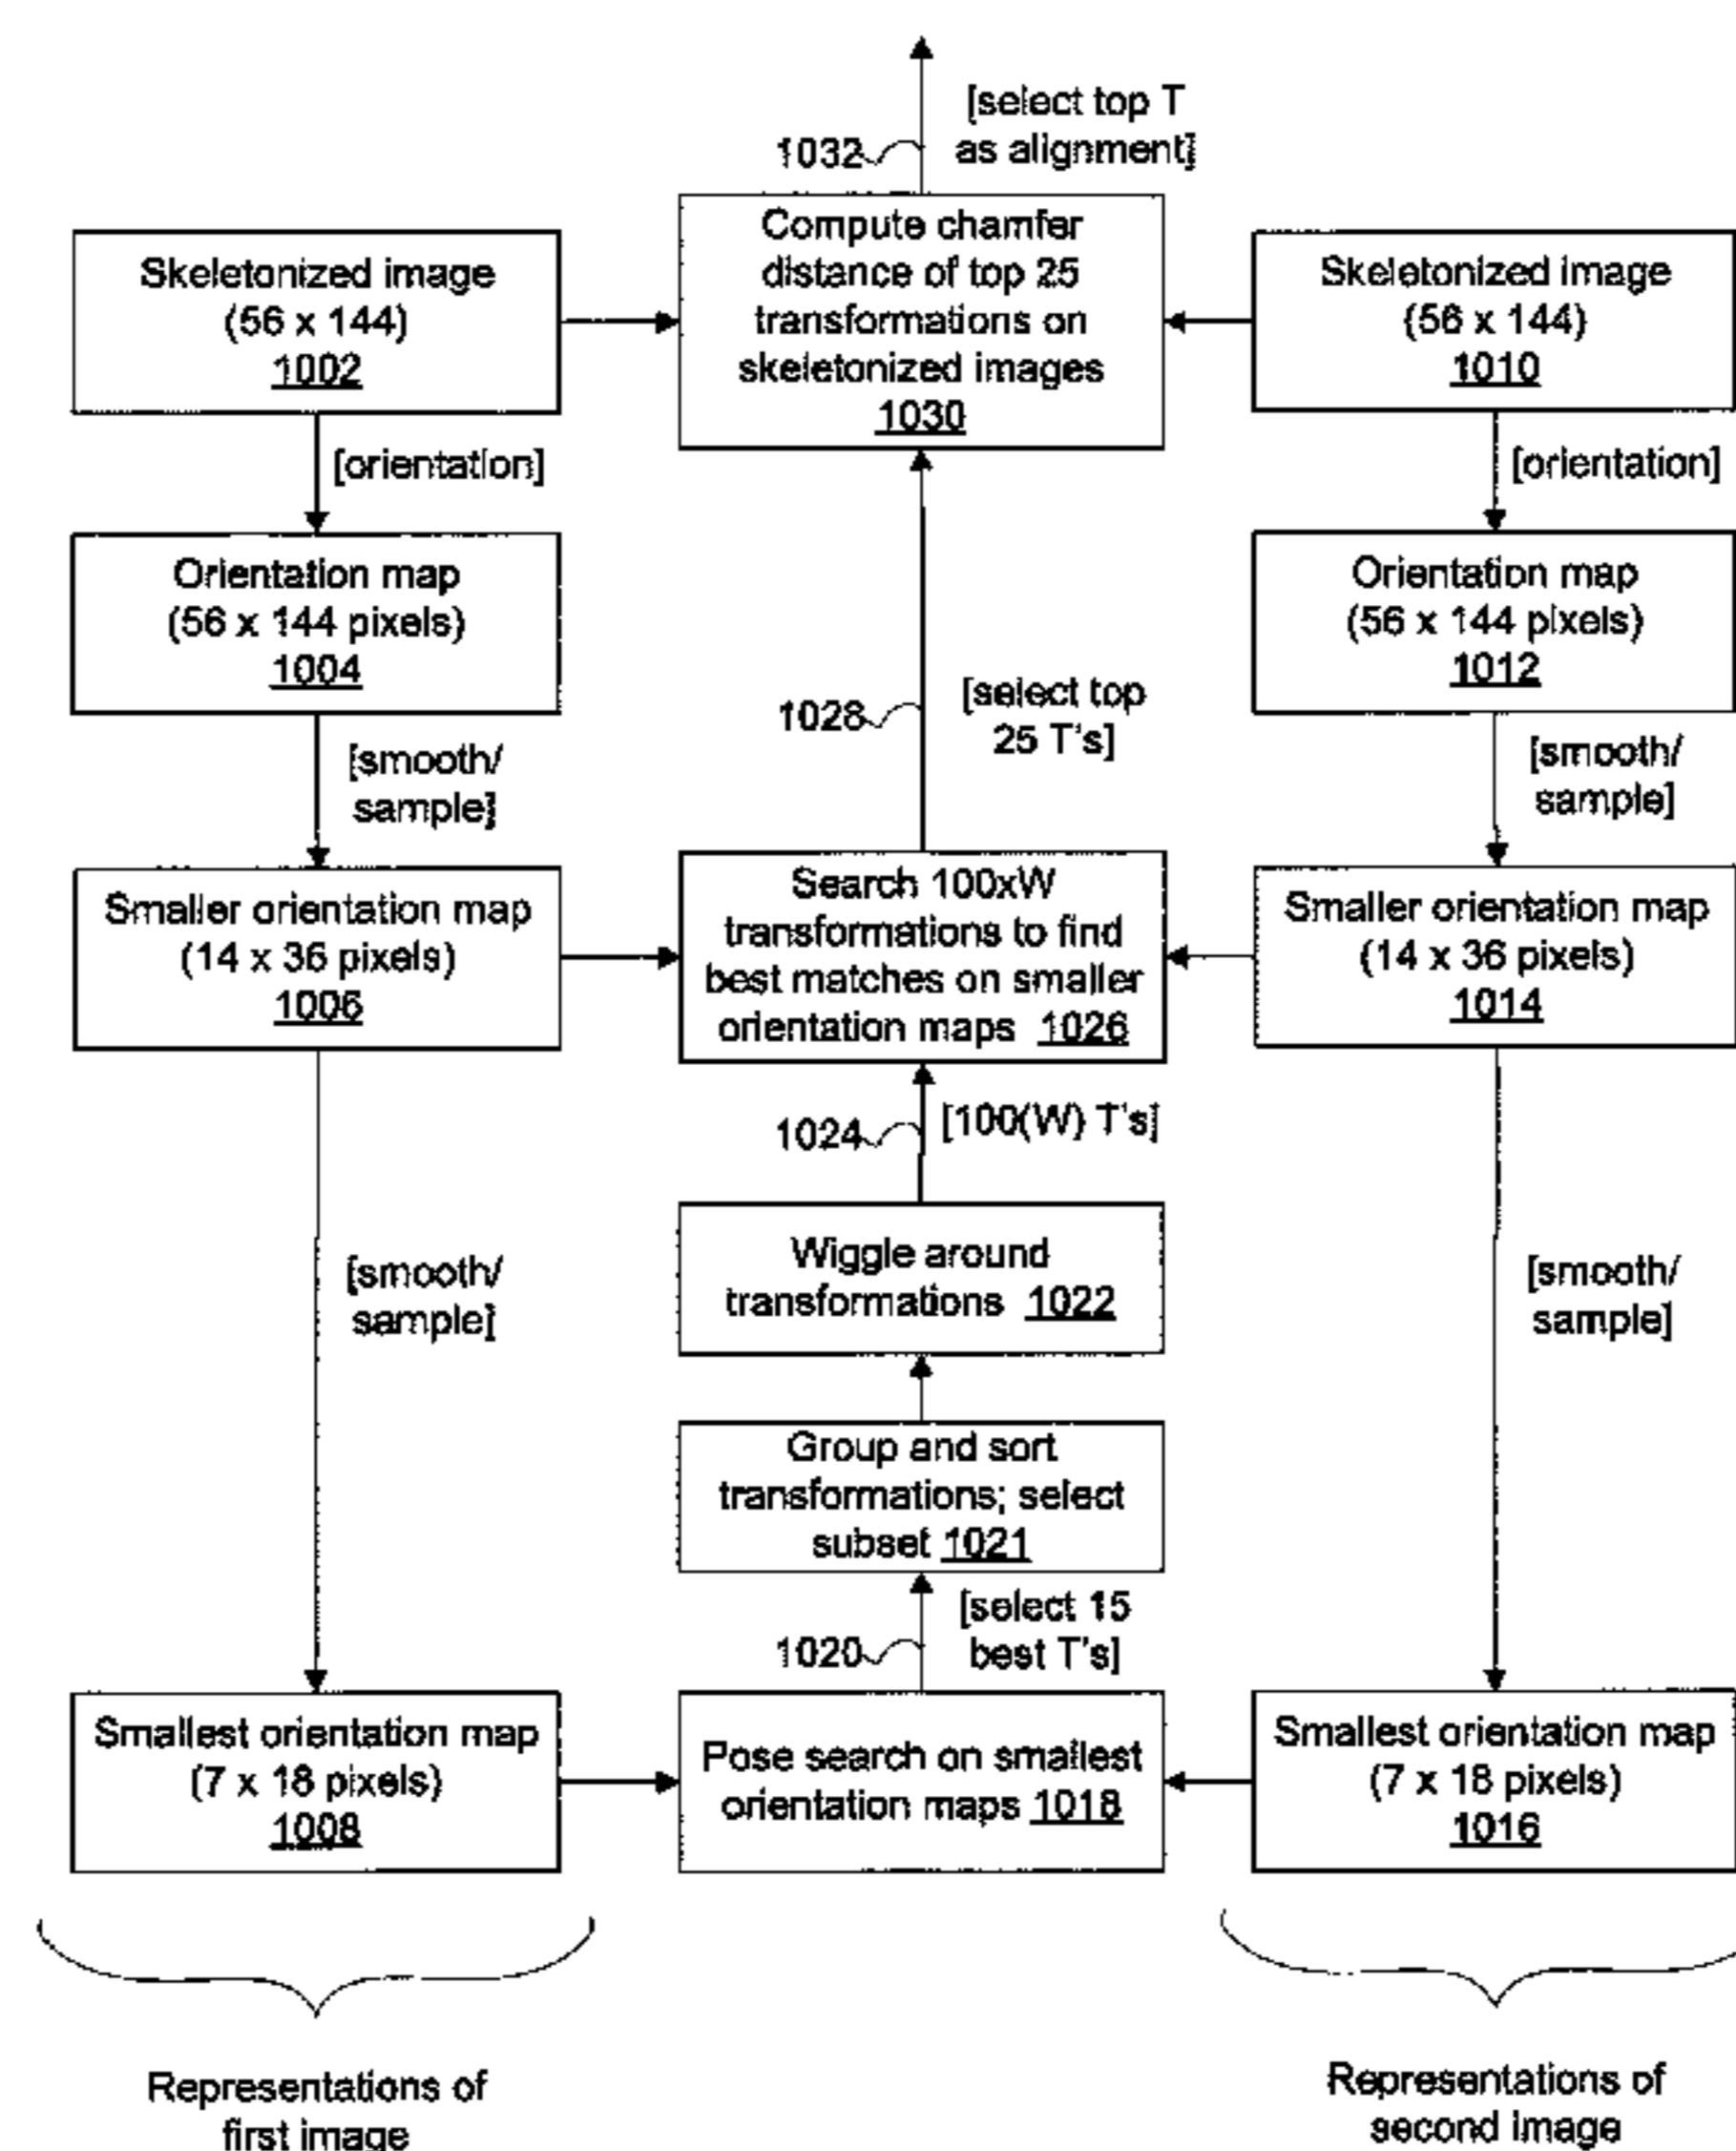 [select top T
as alignment]
1032
Skeletonized image
(56 x 144)
1002
Compute chamfer
distance of top 25
transformations on
skeletonized images
1030
Skeletonized image
(56 x 144)
1010
[orientation]
[orientation]
Orientation map
(56 x 144 pixels)
1004
Orientation map
(56 x 144 pixels)
1012
1028
[select top
25 T's]
[smooth/
sample]
[smooth/
sample]
Smaller orientation map
(14 x 36 pixels)
1006
Search 100xW
transformations to find
best matches on smaller
orientation maps 1026
Smaller orientation map
(14 x 36 pixels)
1014
1024
[100(W) T's]
[smooth/
sample]
Wiggle around
transformations 1022
[smooth/
sample]
Group and sort
transformations; select
subset 1021
1020
[select 15
best T's]
Smallest orientation map
(7 x 18 pixels)
1008
Pose search on smallest
orientation maps 1018
Smallest orientation map
(7 x 18 pixels)
1016
Representations of
first image
Representations of
second image